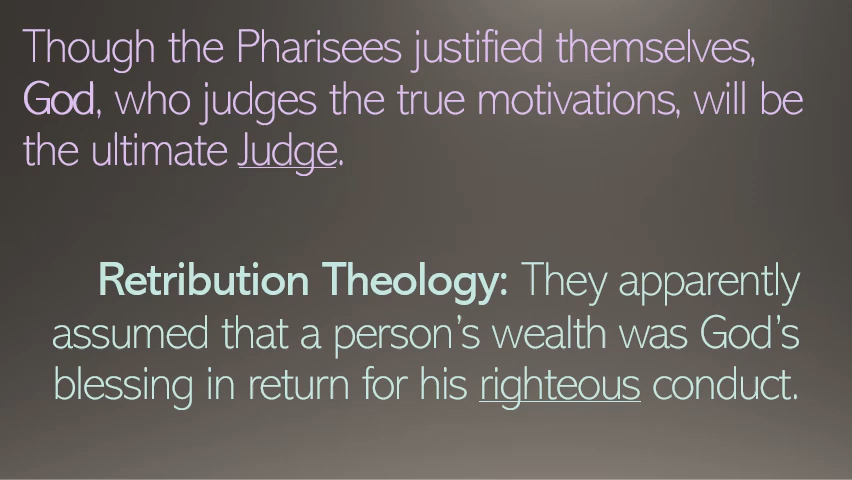 Though the Pharisees justified themselves,
God, who judges the true motivations, will be
the ultimate Judge.
Retribution Theology: They apparently
assumed that a person’s wealth was God’s
blessing in return for his righteous conduct.